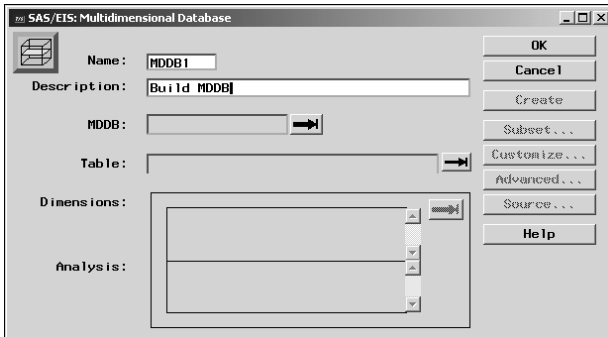 SAS/EIS: Multidimensional Database
Name: MDDB1
Description: Build MDDB
MDDB:
Table:
Dimensions:
Analysis:
OK
Cancel
Create
Subset...
Customize...
Advanced...
Source...
Help